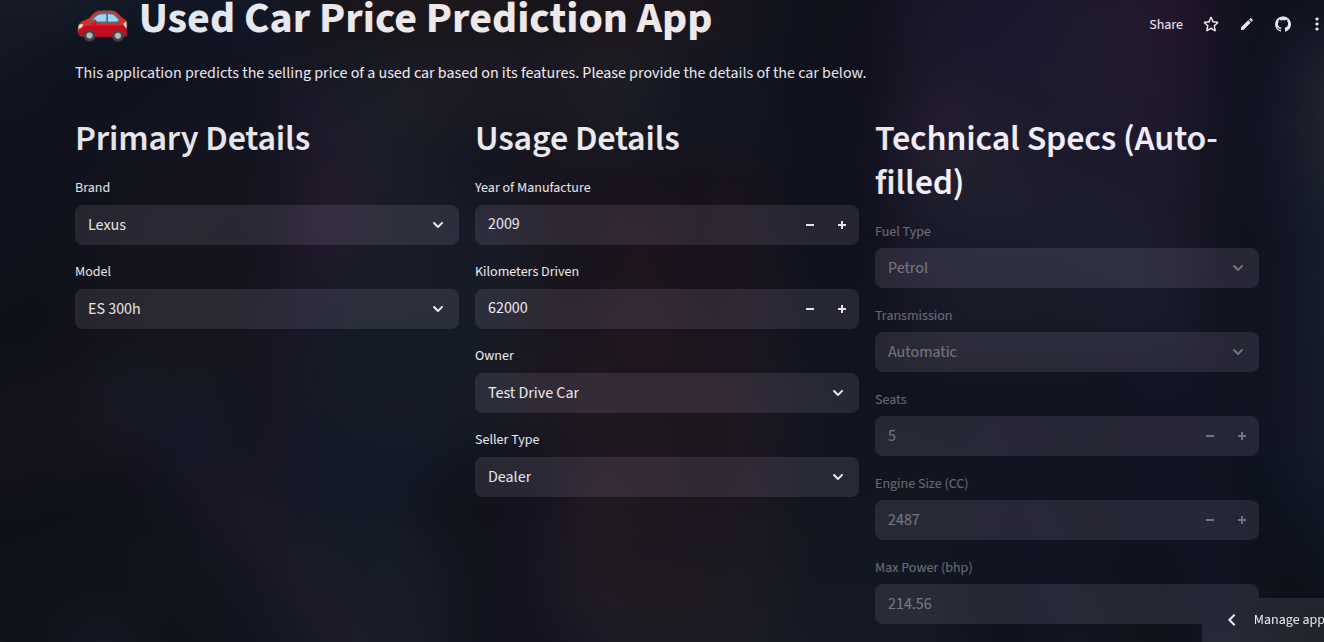 Used Car Price Prediction App
Share
This application predicts the selling price of a used car based on its features. Please provide the details of the car below.
Primary Details
Brand
Lexus
Model
ES 300h
Usage Details
Year of Manufacture
2009
Kilometers Driven
62000
Owner
Test Drive Car
Seller Type
Dealer
Technical Specs (Auto-
filled)
Fuel Type
Petrol
Transmission
Automatic
Seats
5
Engine Size (CC)
2487
Max Power (bhp)
214.56
Manage app